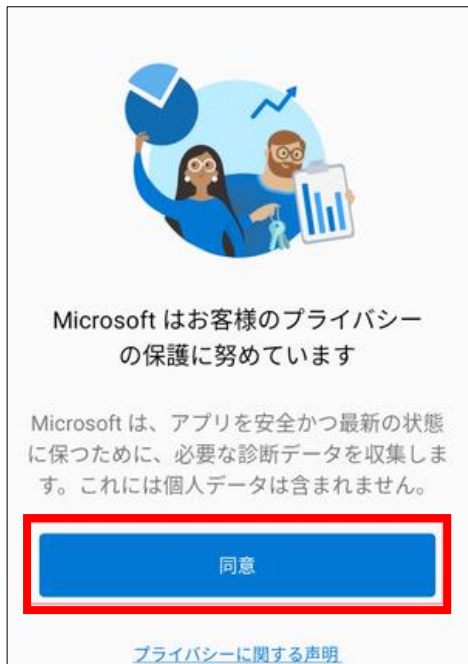 Microsoft はお客様のプライバシー
の保護に努めています
Microsoft は、アプリを安全かつ最新の状態
に保つために、必要な診断データを収集しま
す。これには個人データは含まれません。
同意
プライバシーに関する声明